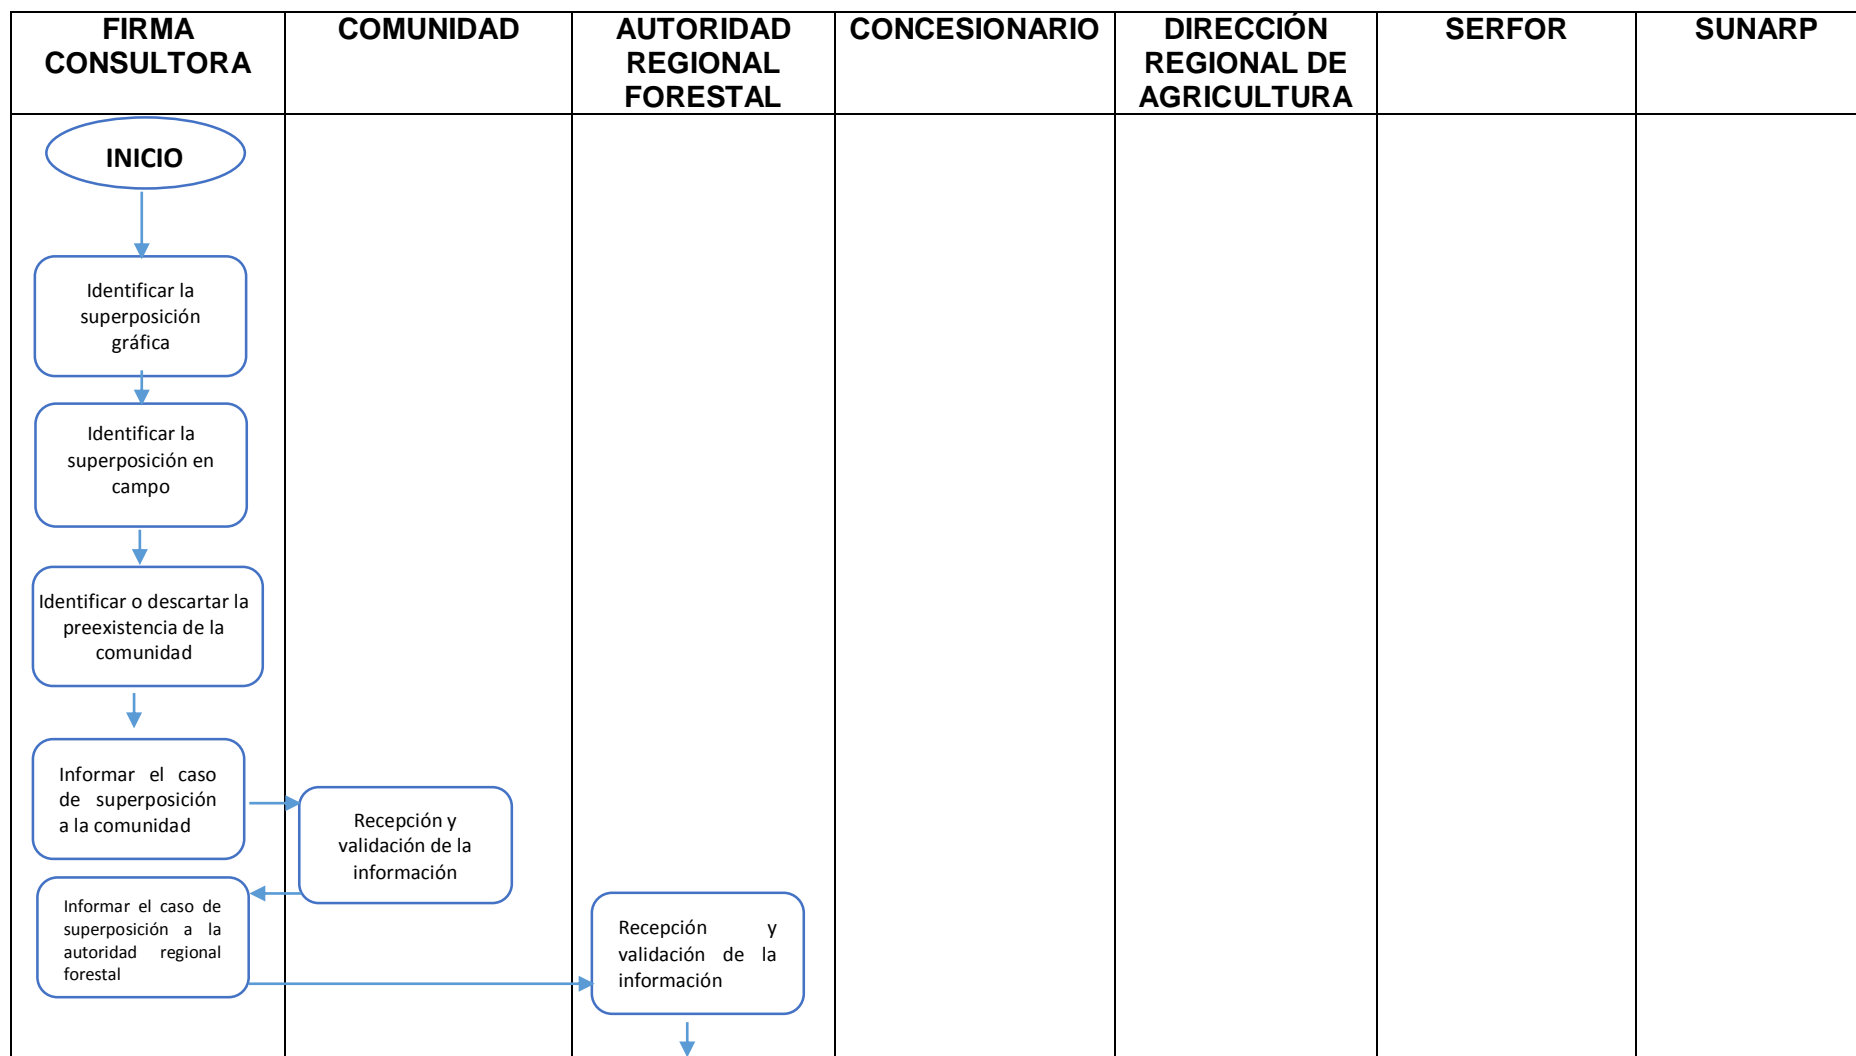 FIRMA
CONSULTORA
COMUNIDAD
AUTORIDAD
REGIONAL
FORESTAL
CONCESIONARIO
DIRECCIÓN
REGIONAL DE
AGRICULTURA
SERFOR
SUNARP
INICIO
Identificar la
superposición
gráfica
Identificar la
superposición en
campo
Identificar o descartar la
preexistencia de la
comunidad
Informar el caso
de superposición
a la comunidad
Recepción y
validación de la
información
Informar el caso de
superposición a la
autoridad regional
forestal
Recepción y
validación de la
información